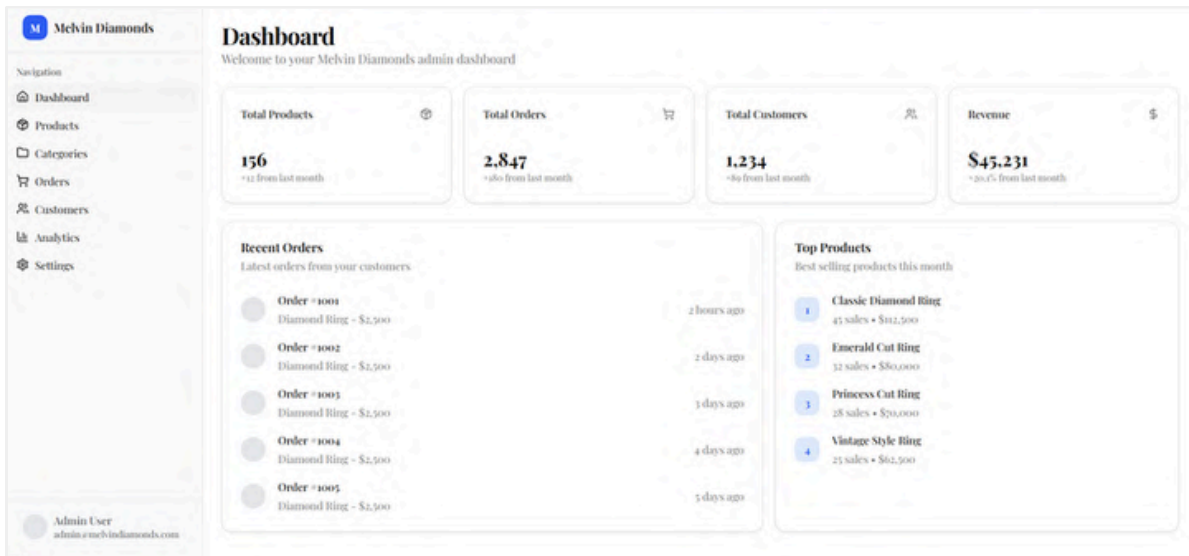 M Melvin Diamonds
Navigation
Dashboard
Products
Categories
Orders
Customers
Analytics
Settings
Admin User
admin@melvindiamonds.com
Dashboard
Welcome to your Melvin Diamonds admin dashboard
Total Products
156
+12 from last month
Total Orders
2,847
+180 from last month
Total Customers
1,234
+89 from last month
Revenue
$45,231
+20.1% from last month
Recent Orders
Latest orders from your customers
Order #1001
Diamond Ring - $2,500
2 hours ago
Order #1002
Diamond Ring - $2,500
2 days ago
Order #1003
Diamond Ring - $2,500
3 days ago
Order #1004
Diamond Ring - $2,500
4 days ago
Order #1005
Diamond Ring - $2,500
5 days ago
Top Products
Best selling products this month
1
Classic Diamond Ring
45 sales • $112,500
2
Emerald Cut Ring
32 sales • $80,000
3
Princess Cut Ring
28 sales • $70,000
4
Vintage Style Ring
25 sales • $62,500